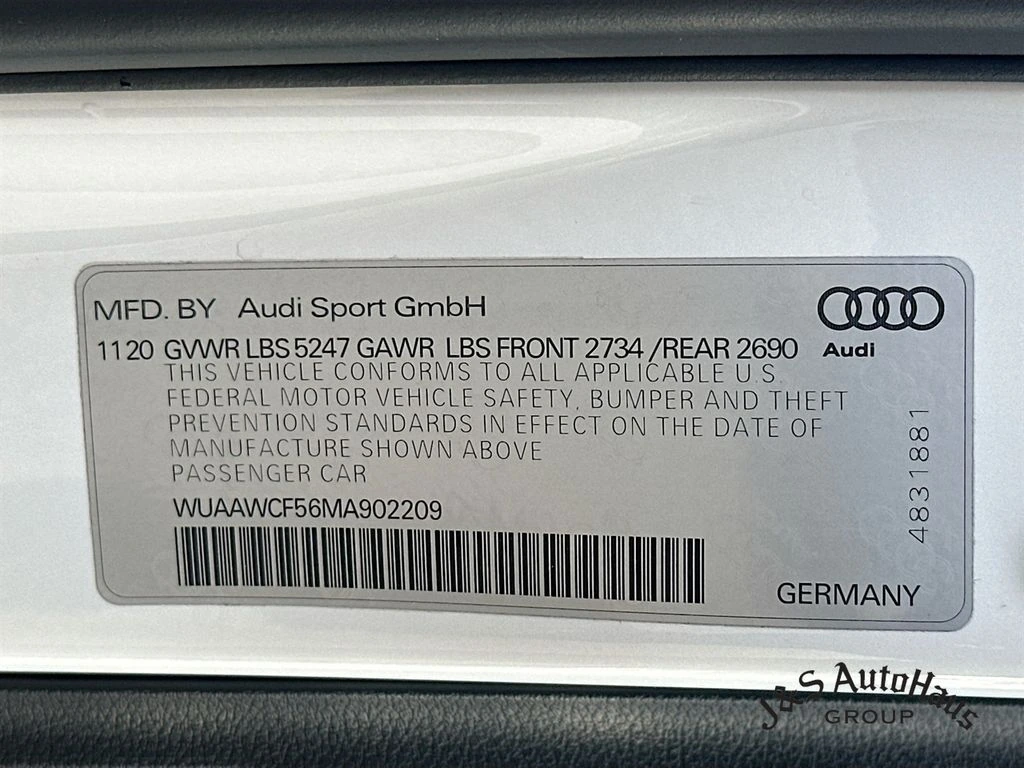 MFD. BY Audi Sport GmbH
1120 GVWR LBS 5247 GAWR LBS FRONT 2734 /REAR 2690
Audi
THIS VEHICLE CONFORMS TO ALL APPLICABLE U.S.
FEDERAL MOTOR VEHICLE SAFETY, BUMPER AND THEFT
PREVENTION STANDARDS IN EFFECT ON THE DATE OF
MANUFACTURE SHOWN ABOVE
PASSENGER CAR
WUAAWCF56MA902209
4831881
GERMANY
J&S AutoHaus
GROUP